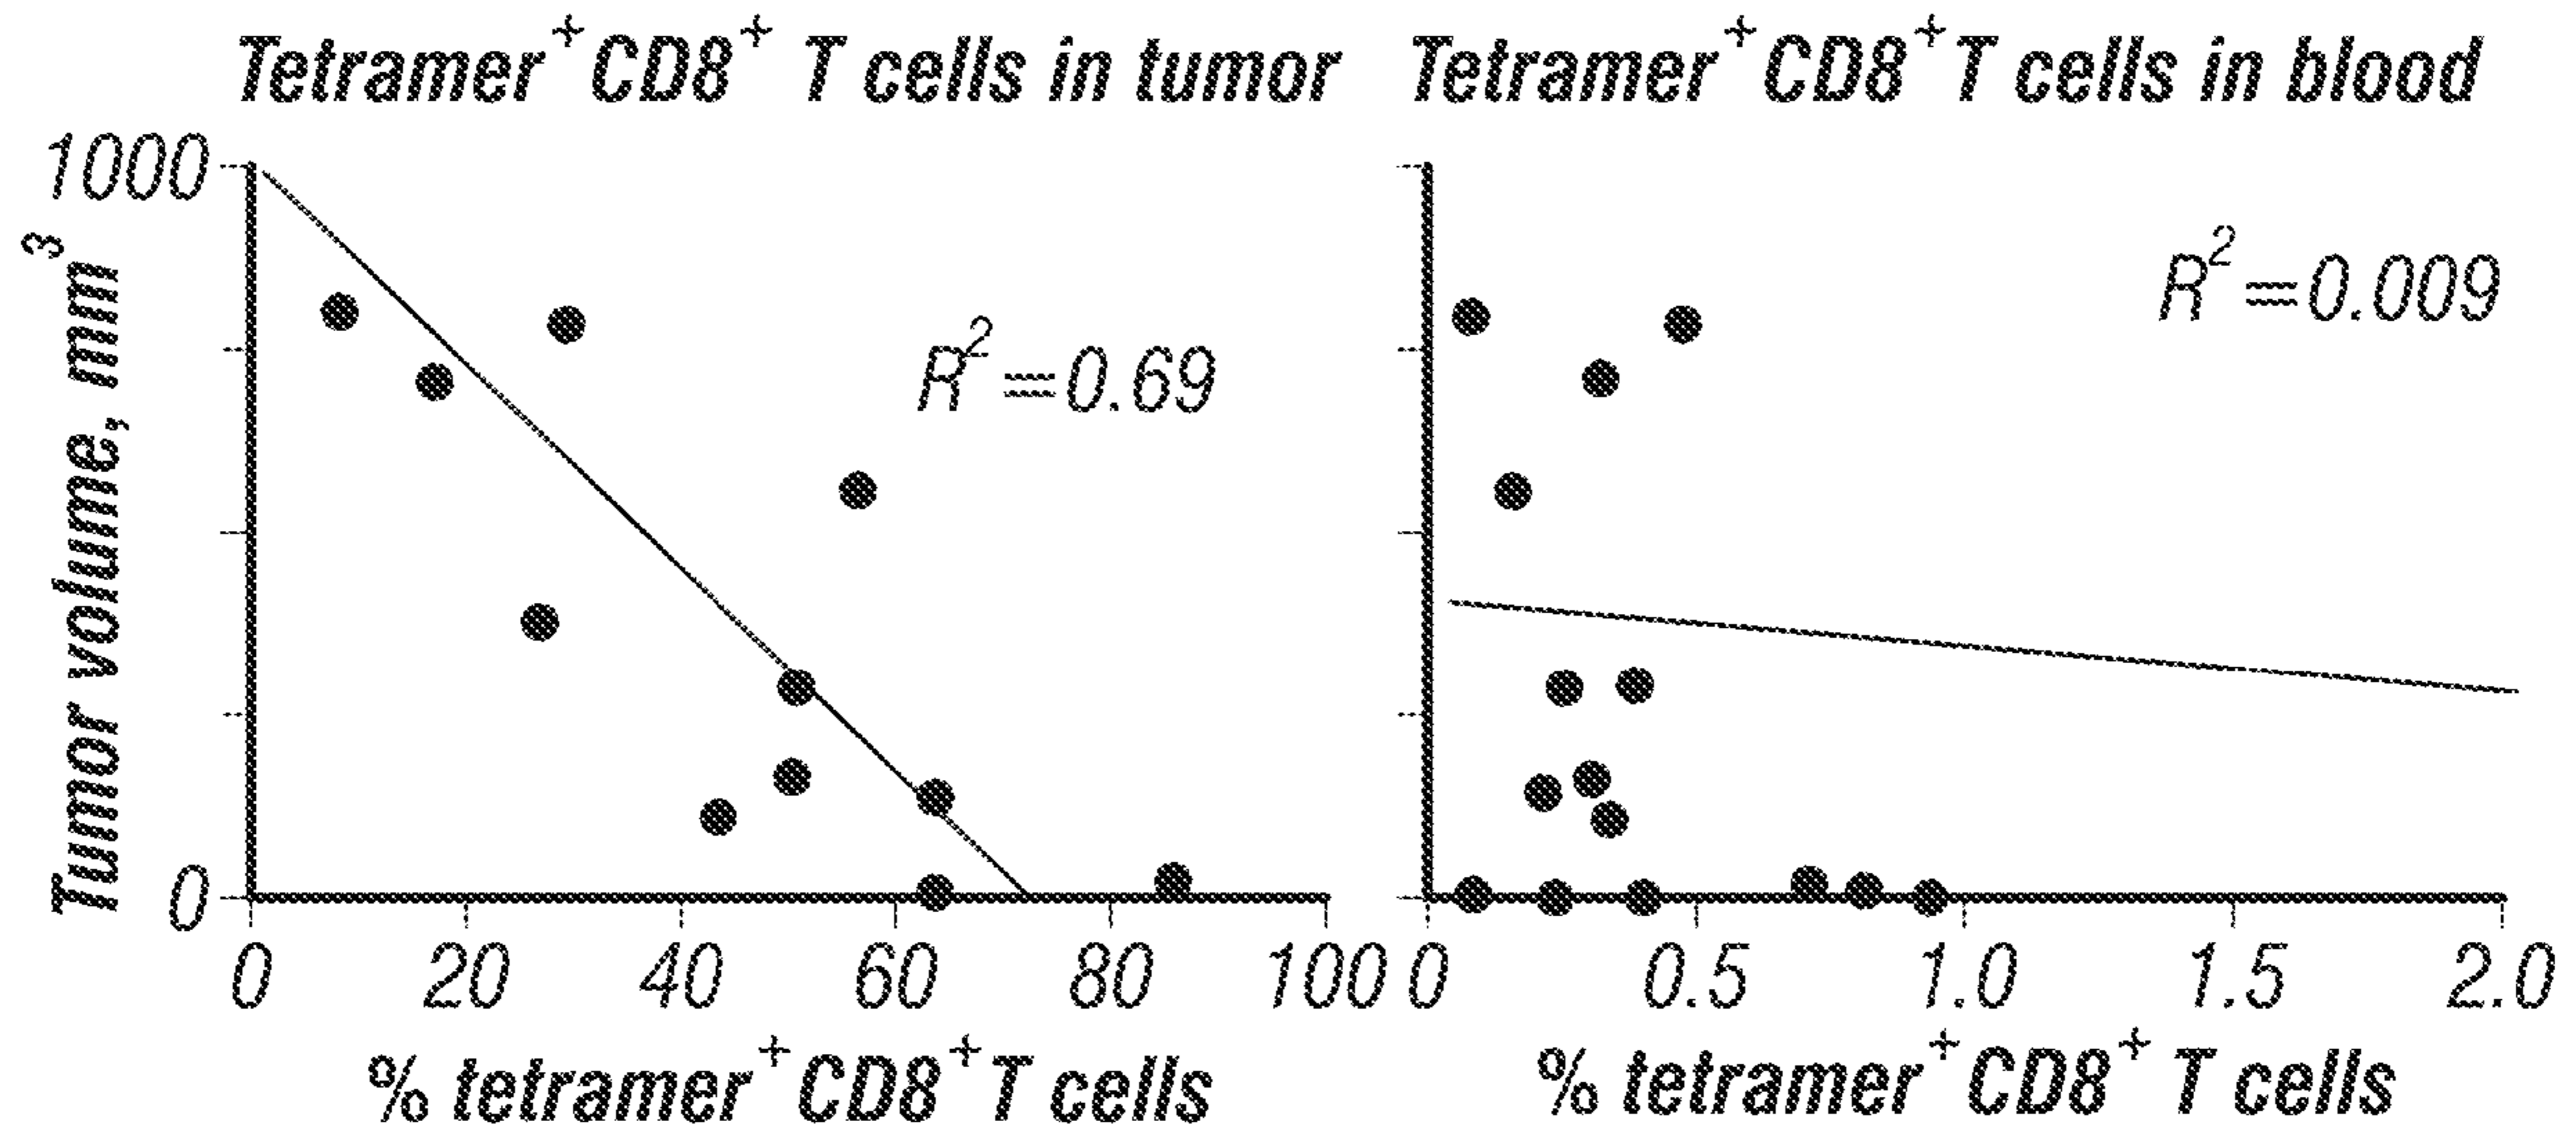 Tetramer⁺CD8⁺ T cells in tumor
Tetramer⁺CD8⁺ T cells in blood
Tumor volume, mm³
1000
0
R²=0.69
R²=0.009
0 20 40 60 80 100
0 0.5 1.0 1.5 2.0
% tetramer⁺CD8⁺ T cells
% tetramer⁺CD8⁺ T cells